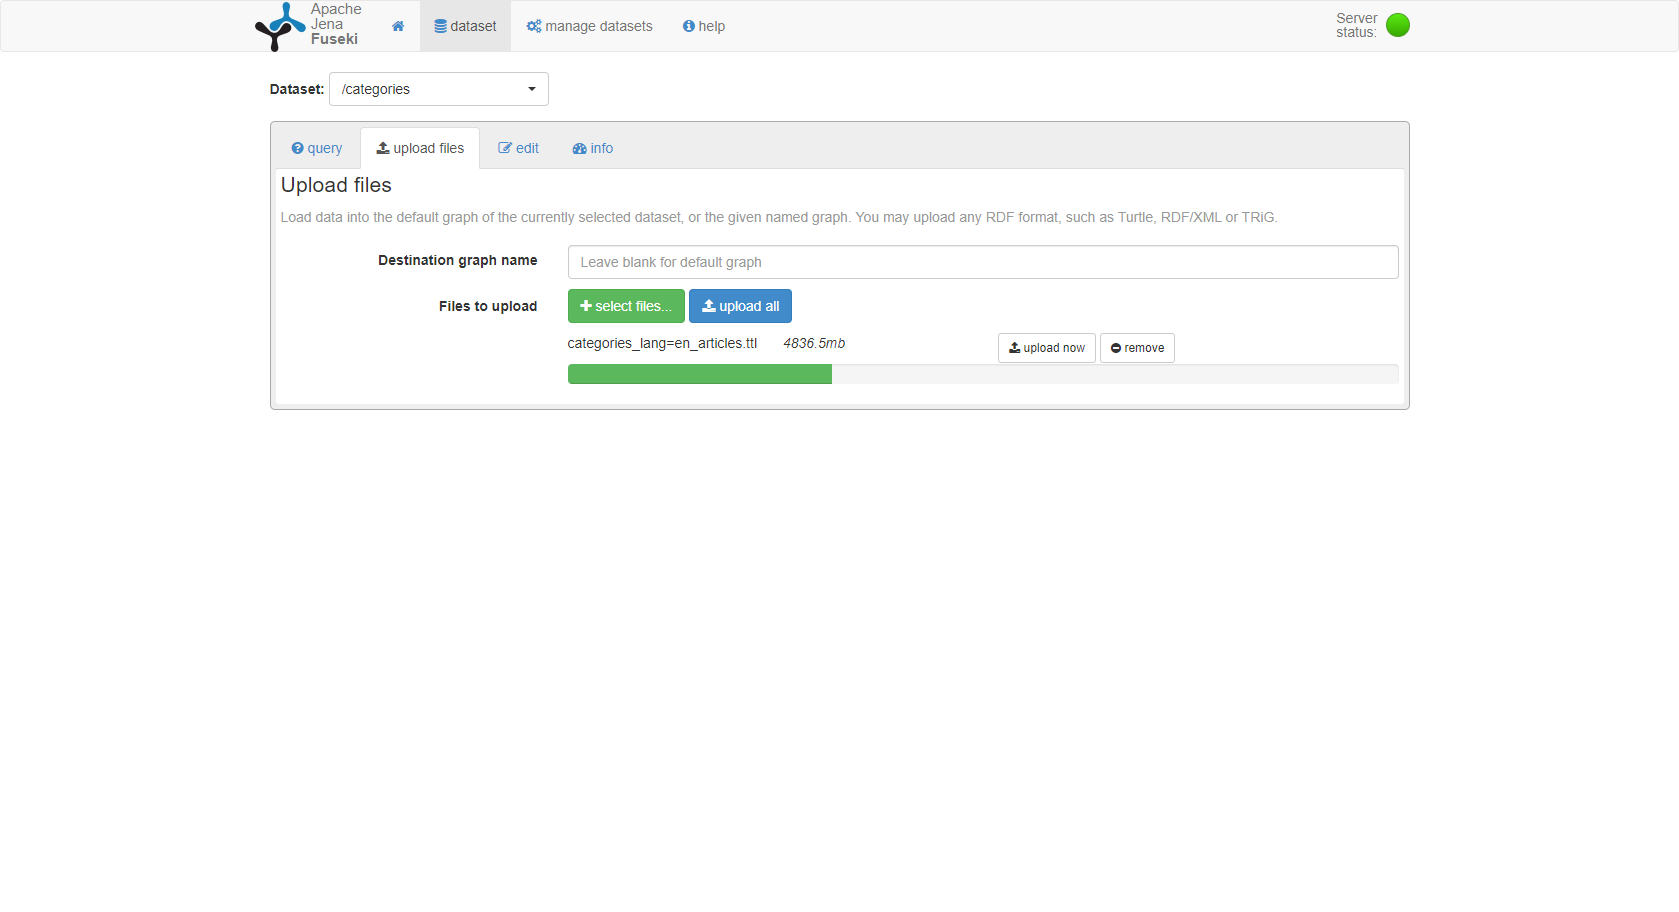 Apache
Jena
Fuseki
dataset
manage datasets
help
Server
status:
Dataset:
/categories
query
upload files
edit
info
Upload files
Load data into the default graph of the currently selected dataset, or the given named graph. You may upload any RDF format, such as Turtle, RDF/XML or TRiG.
Destination graph name
Leave blank for default graph
Files to upload
select files...
upload all
categories_lang=en_articles.ttl
4836.5mb
upload now
remove